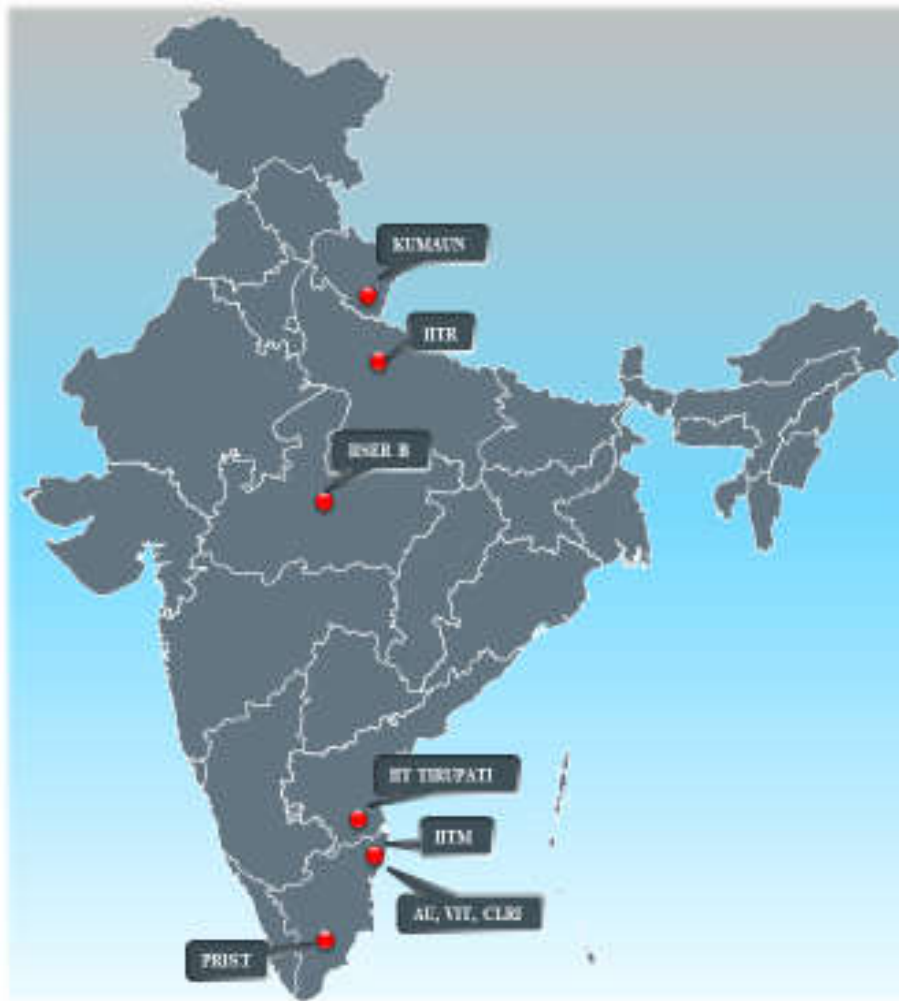 KUMAUN
IITR
IISER B
IIT TIRUPATI
IITM
AU, VIT, CLRI
PRIST